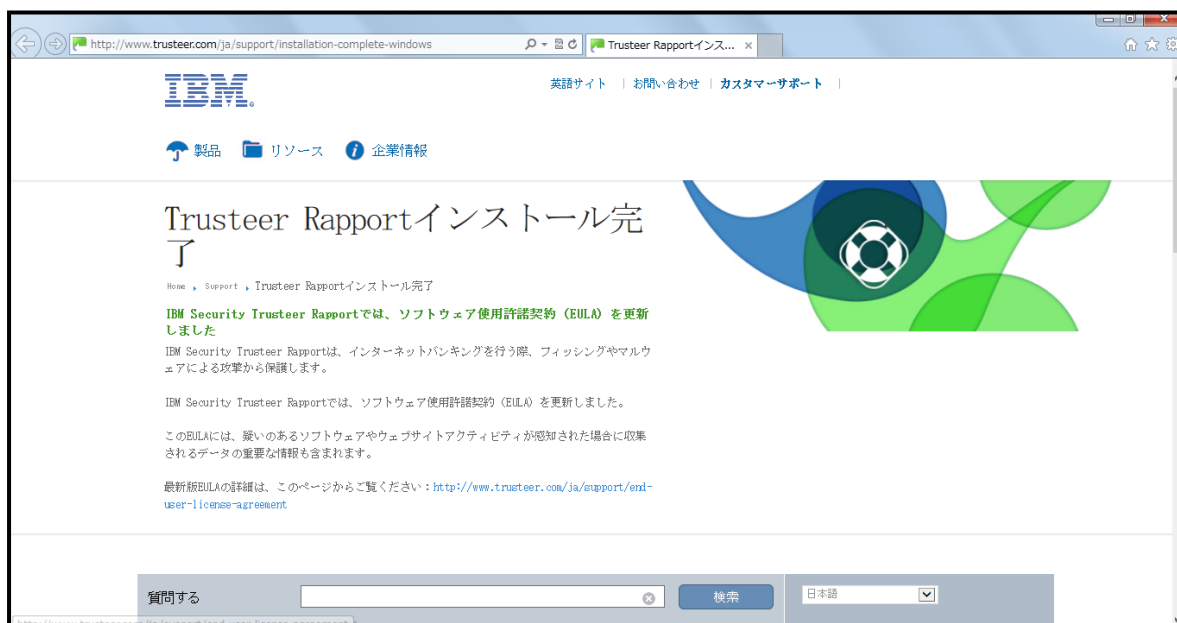 http://www.trusteer.com/ja/support/installation-complete-windows
Trusteer Rapportインス...
IBM®
英語サイト | お問い合わせ | カスタマーサポート |
製品 リソース 企業情報
Trusteer Rapportインストール完
了
Home Support Trusteer Rapportインストール完了
IBM Security Trusteer Rapportでは、ソフトウェア使用許諾契約（EULA）を更新
しました
IBM Security Trusteer Rapportは、インターネットバンキングを行う際、フィッシングやマルウ
ェアによる攻撃から保護します。
IBM Security Trusteer Rapportでは、ソフトウェア使用許諾契約（EULA）を更新しました。
このEULAには、疑いのあるソフトウェアやウェブサイトアクティビティが感知された場合に収集
されるデータの重要な情報も含まれます。
最新版EULAの詳細は、このページからご覧ください：http://www.trusteer.com/ja/support/end-
user-license-agreement
質問する 検索 日本語